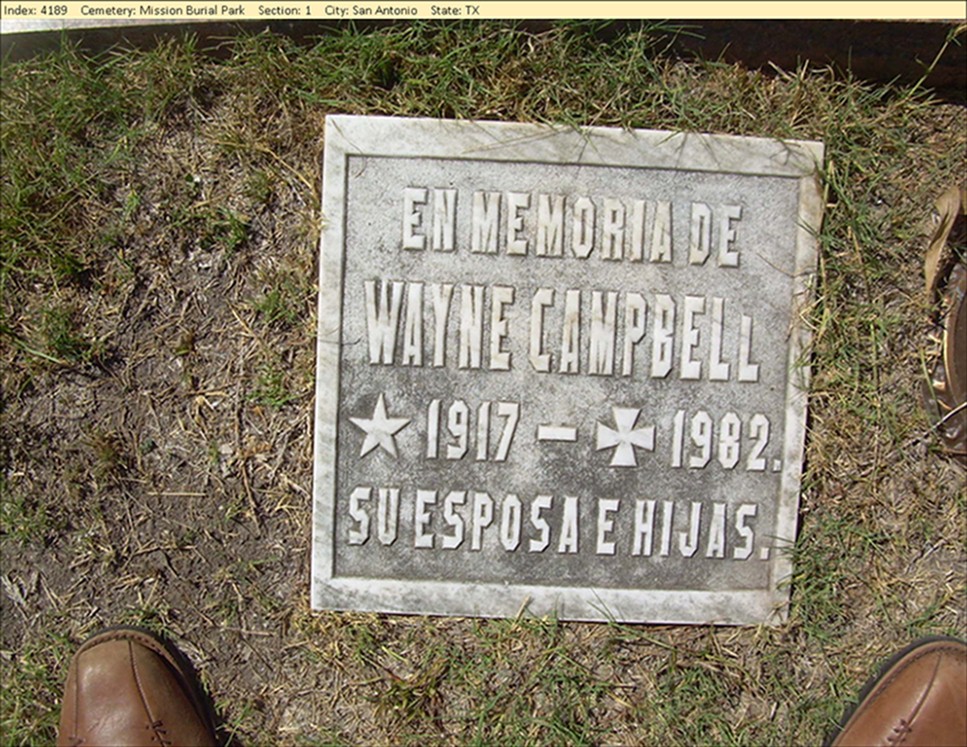 Index: 4189 Cemetery: Mission Burial Park Section: 1 City: San Antonio State: TX
EN MEMORIA DE
WAYNE CAMPBELL
1917 – 1982.
SU ESPOSA E HIJAS.